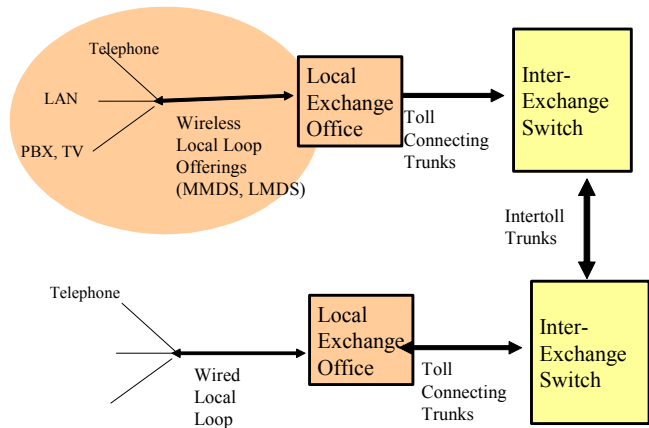 Telephone
LAN
PBX, TV
Wireless
Local Loop
Offerings
(MMDS, LMDS)
Local
Exchange
Office
Toll
Connecting
Trunks
Inter-
Exchange
Switch
Intertoll
Trunks
Telephone
Wired
Local
Loop
Local
Exchange
Office
Toll
Connecting
Trunks
Inter-
Exchange
Switch